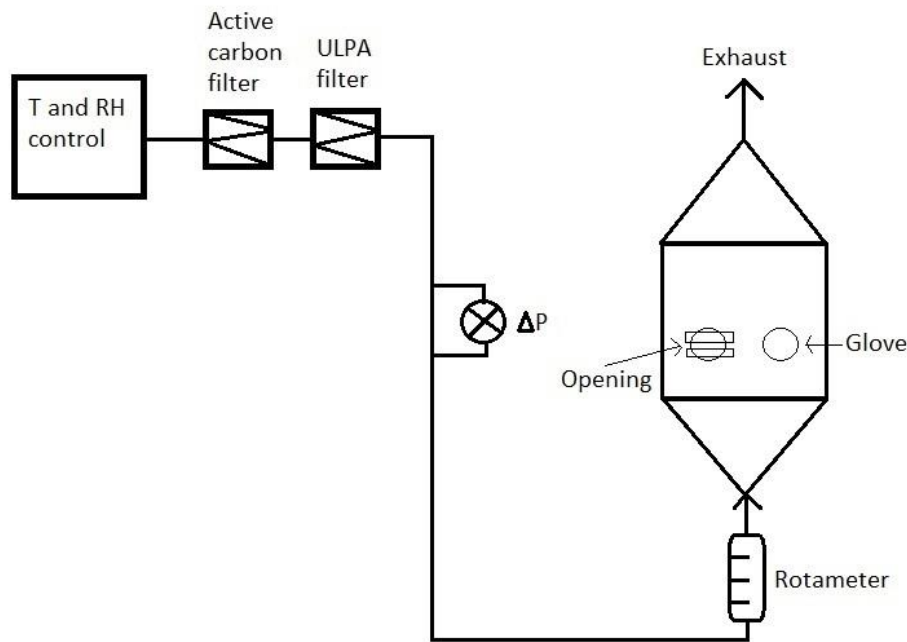 Active
carbon
filter
ULPA
filter
Exhaust
T and RH
control
ΔP
Glove
Opening
Rotameter